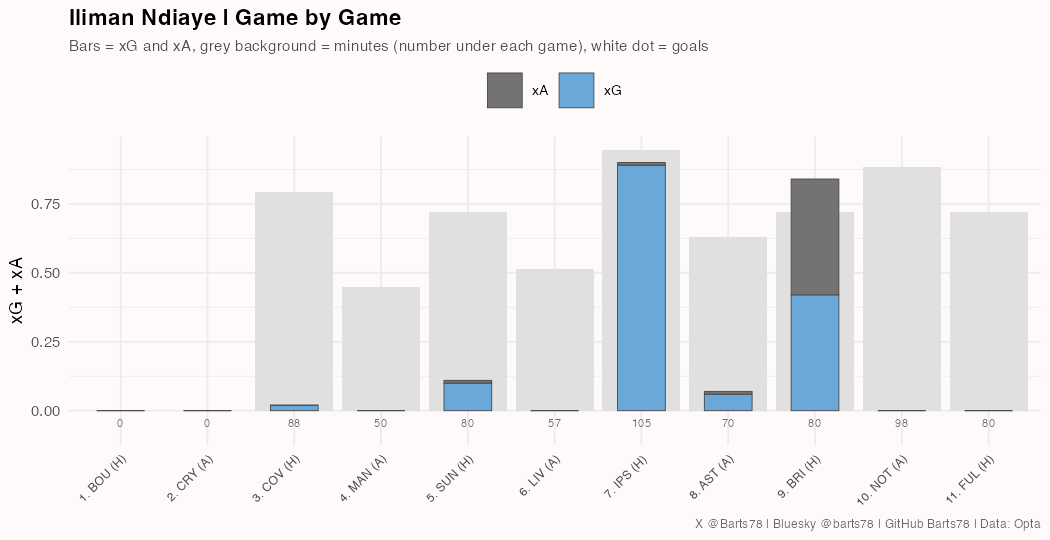 Iliman Ndiaye | Game by Game
Bars = xG and xA, grey background = minutes (number under each game), white dot = goals
xA xG
xG + xA
0.75
0.50
0.25
0.00
0 0 88 50 80 57 105 70 80 98 80
1. BOU (H) 2. CRY (A) 3. COV (H) 4. MAN (A) 5. SUN (H) 6. LIV (A) 7. IPS (H) 8. AST (A) 9. BRI (H) 10. NOT (A) 11. FUL (H)
X @Barts78 | Bluesky @barts78 | GitHub Barts78 | Data: Opta